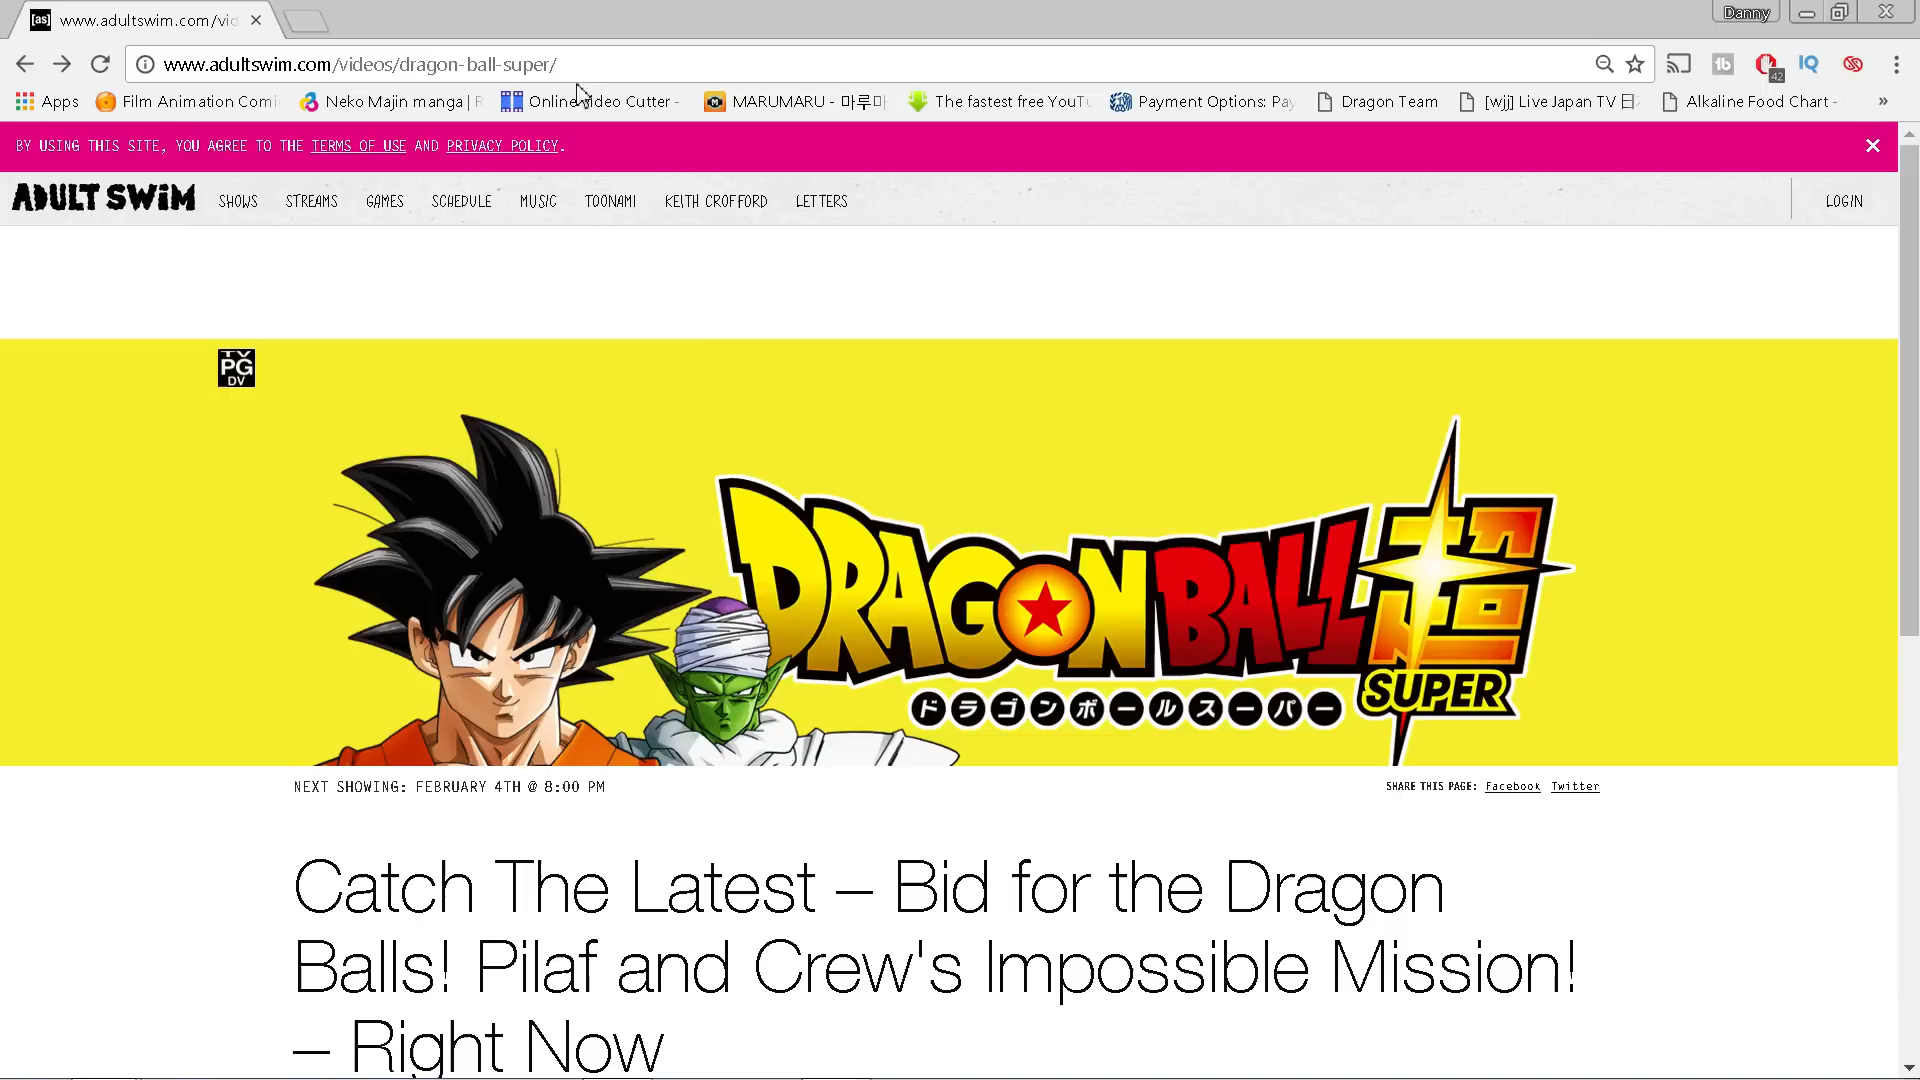 [as] www.adultswim.com/vid
Danny
www.adultswim.com/videos/dragon-ball-super/
42
Apps Film Animation Comi Neko Majin manga | R Online Video Cutter - MARUMARU - 마루마 The fastest free YouTu Payment Options: Pay Dragon Team [wjj] Live Japan TV 日 Alkaline Food Chart - »
BY USING THIS SITE, YOU AGREE TO THE TERMS OF USE AND PRIVACY POLICY.
ADULT SWIM SHOWS STREAMS GAMES SCHEDULE MUSIC TOONAMI KEITH CROFFORD LETTERS LOGIN
TV
PG
DV
DRAGON BALL 超
SUPER
ドラゴンボールスーパー
NEXT SHOWING: FEBRUARY 4TH @ 8:00 PM
SHARE THIS PAGE: Facebook Twitter
Catch The Latest – Bid for the Dragon
Balls! Pilaf and Crew's Impossible Mission!
– Right Now